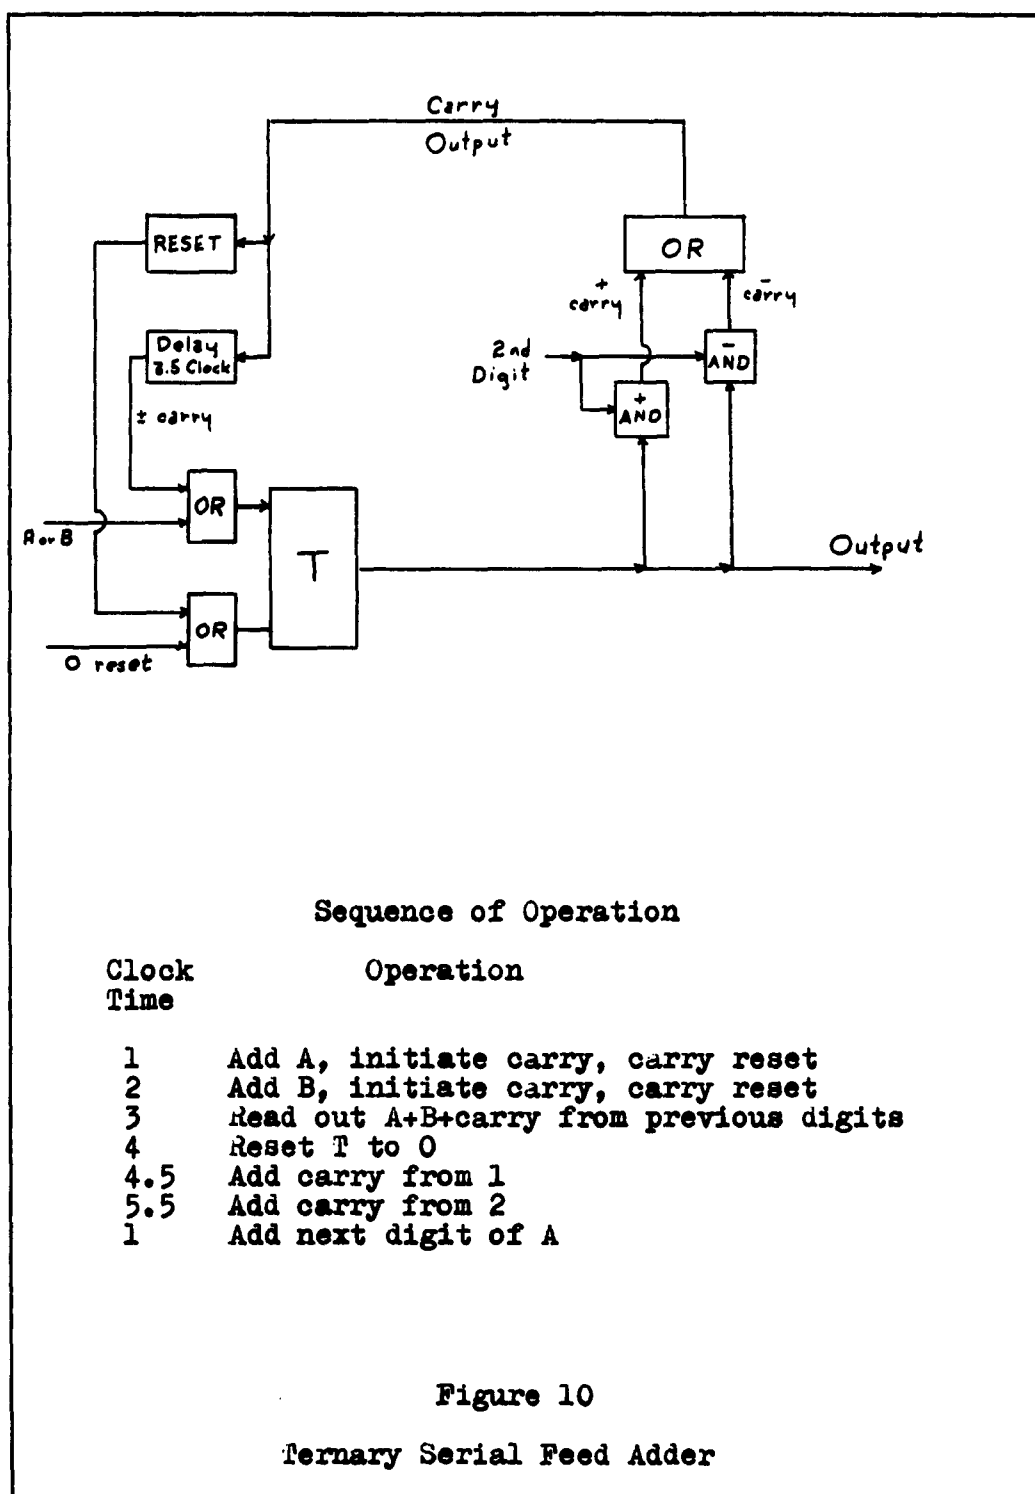 Carry
Output
RESET
OR
+
carry
-
carry
Delay
3.5 Clock
2nd
Digit
-
AND
+
AND
± carry
OR
A or B
T
Output
OR
0 reset
Sequence of Operation
Clock Operation
Time
1 Add A, initiate carry, carry reset
2 Add B, initiate carry, carry reset
3 Read out A+B+carry from previous digits
4 Reset T to 0
4.5 Add carry from 1
5.5 Add carry from 2
1 Add next digit of A
Figure 10
Ternary Serial Feed Adder